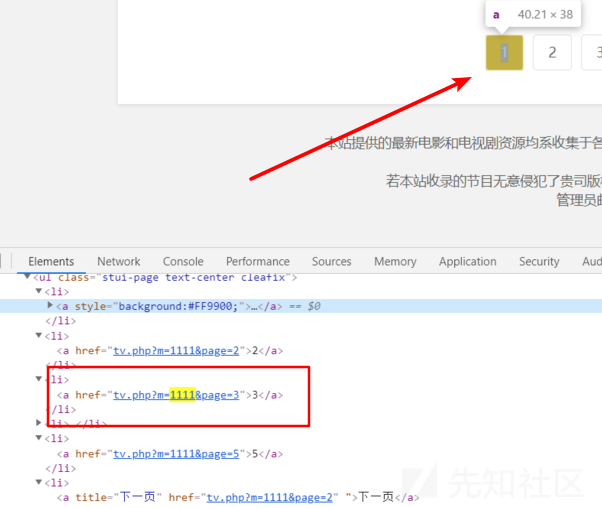 a 40.21 × 38
1 2 3
本站提供的最新电影和电视剧资源均系收集于各
若本站收录的节目无意侵犯了贵司版
管理员邮
Elements Network Console Performance Sources Memory Application Security Aud
▼<ul class="stui-page text-center cleafix">
▼<li>
▶<a style="background:#FF9900;">…</a> == $0
</li>
▼<li>
<a href="tv.php?m=1111&page=2">2</a>
</li>
▼<li>
<a href="tv.php?m=1111&page=3">3</a>
</li>
▶<li>…</li>
▼<li>
<a href="tv.php?m=1111&page=5">5</a>
</li>
▼<li>
<a title="下一页" href="tv.php?m=1111&page=2" ">下一页</a>
先知社区